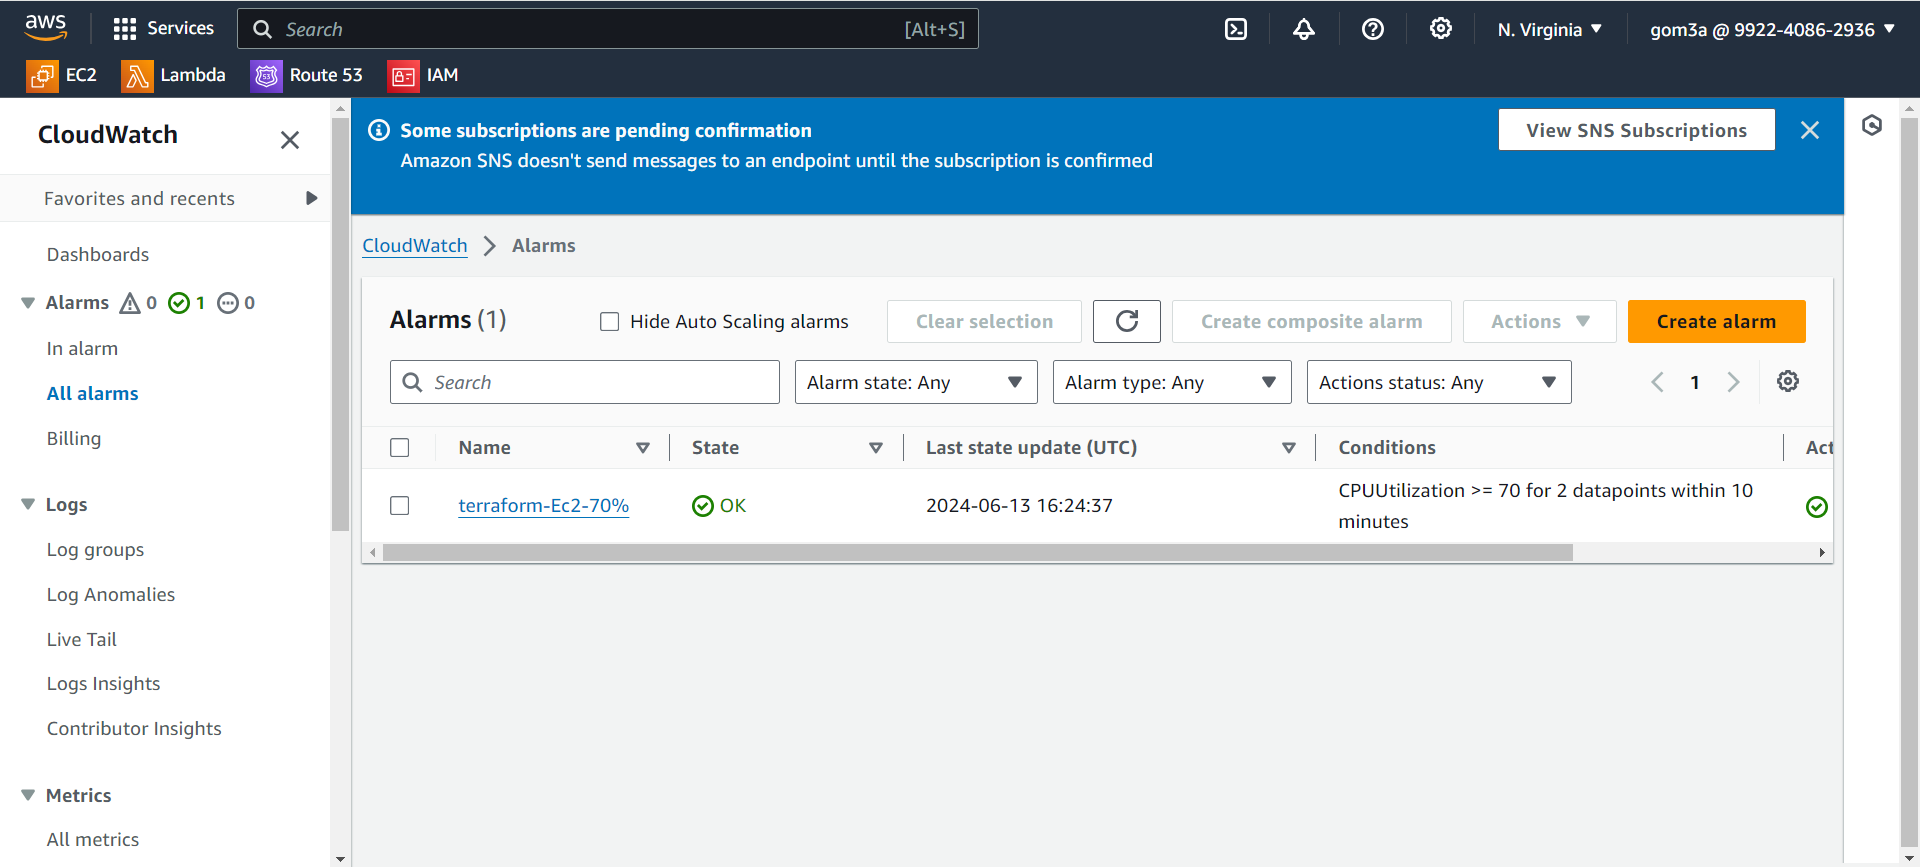 aws
Services
Search
[Alt+S]
N. Virginia
gom3a @ 9922-4086-2936
EC2
Lambda
53
Route 53
IAM
CloudWatch
Favorites and recents
Dashboards
Alarms 0 1 0
In alarm
All alarms
Billing
Logs
Log groups
Log Anomalies
Live Tail
Logs Insights
Contributor Insights
Metrics
All metrics
Some subscriptions are pending confirmation
Amazon SNS doesn't send messages to an endpoint until the subscription is confirmed
View SNS Subscriptions
CloudWatch
Alarms
Alarms (1)
Hide Auto Scaling alarms
Clear selection
Create composite alarm
Actions
Create alarm
Search
Alarm state: Any
Alarm type: Any
Actions status: Any
1
Name
State
Last state update (UTC)
Conditions
Act
terraform-Ec2-70%
OK
2024-06-13 16:24:37
CPUUtilization >= 70 for 2 datapoints within 10
minutes